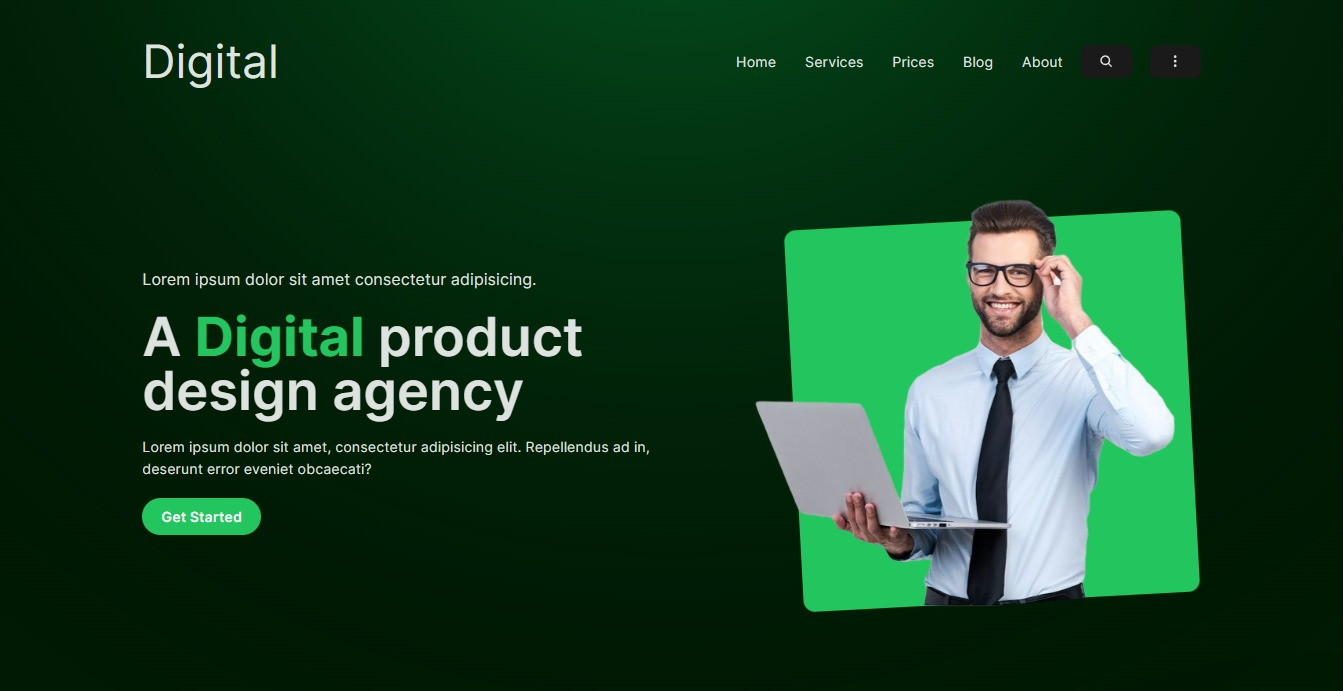 Digital
Home Services Prices Blog About
Lorem ipsum dolor sit amet consectetur adipisicing.
A Digital product
design agency
Lorem ipsum dolor sit amet, consectetur adipisicing elit. Repellendus ad in,
deserunt error eveniet obcaecati?
Get Started